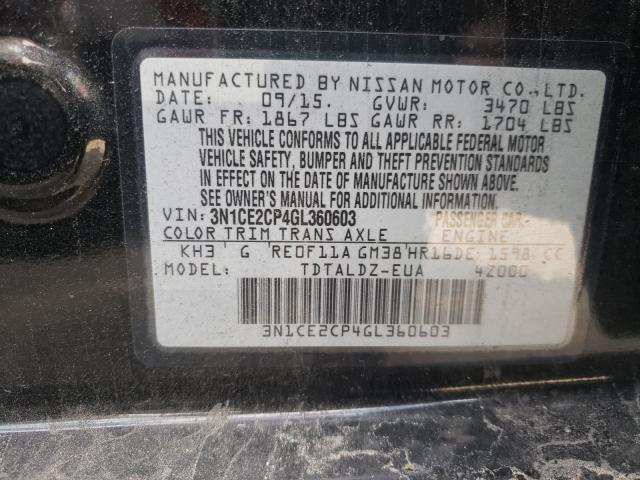 MANUFACTURED BY NISSAN MOTOR CO., LTD.
DATE: 09/15. GVWR: 3470 LBS
GAWR FR: 1867 LBS GAWR RR: 1704 LBS
THIS VEHICLE CONFORMS TO ALL APPLICABLE FEDERAL MOTOR
VEHICLE SAFETY, BUMPER AND THEFT PREVENTION STANDARDS
IN EFFECT ON THE DATE OF MANUFACTURE SHOWN ABOVE.
SEE OWNER'S MANUAL FOR ADDITIONAL INFORMATION.
VIN: 3N1CE2CP4GL360603 PASSENGER CAR
COLOR TRIM TRANS AXLE ENGINE
KH3 G RE0F11A GM38 HR16DE 1598 CC
MODEL: TDTALDZ-EUA 4Z000
3N1CE2CP4GL360603